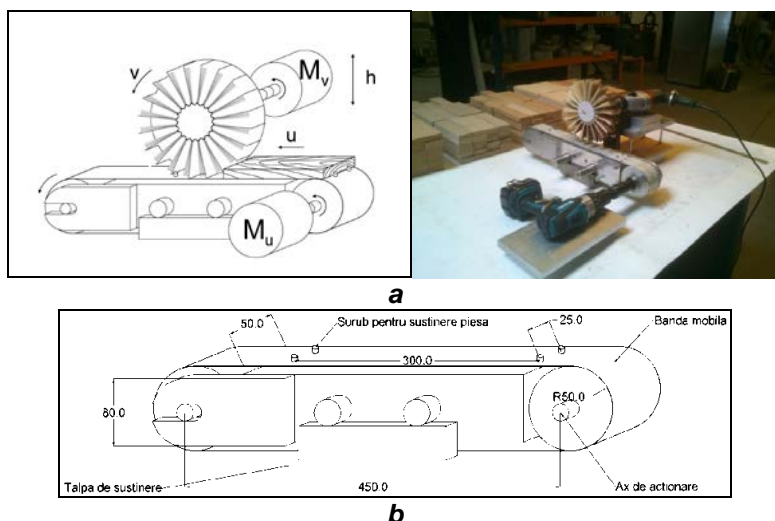 v
M_v
h
u
M_u
a
50.0
Surub pentru sustinere piesa
25.0
Banda mobila
300.0
80.0
R50.0
Talpa de sustinere
450.0
Ax de actionare
b